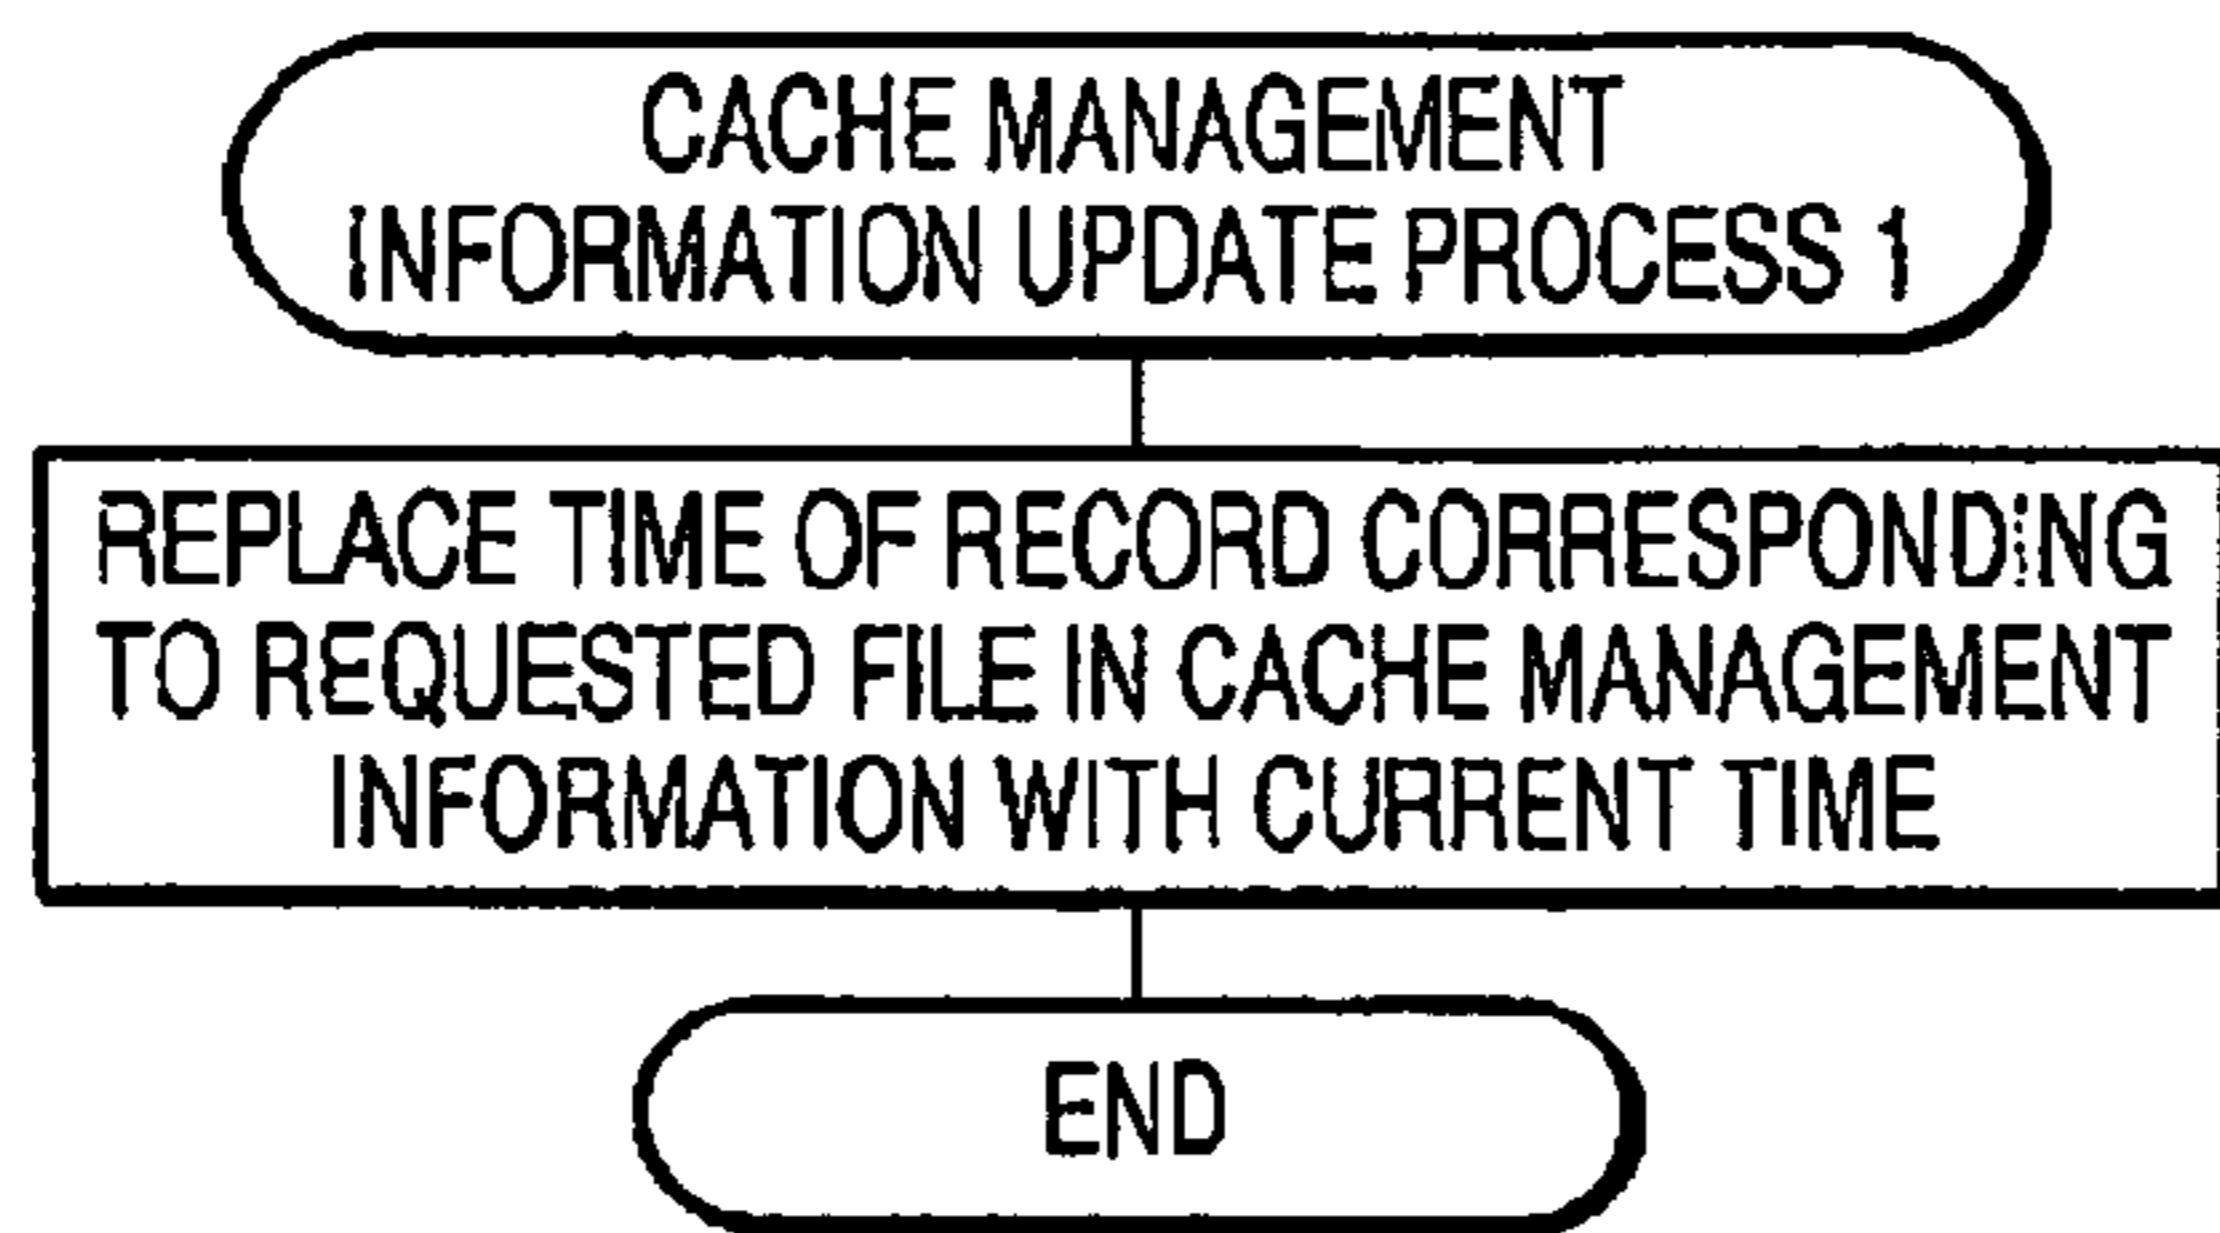 CACHE MANAGEMENT
INFORMATION UPDATE PROCESS 1
REPLACE TIME OF RECORD CORRESPONDING
TO REQUESTED FILE IN CACHE MANAGEMENT
INFORMATION WITH CURRENT TIME
END